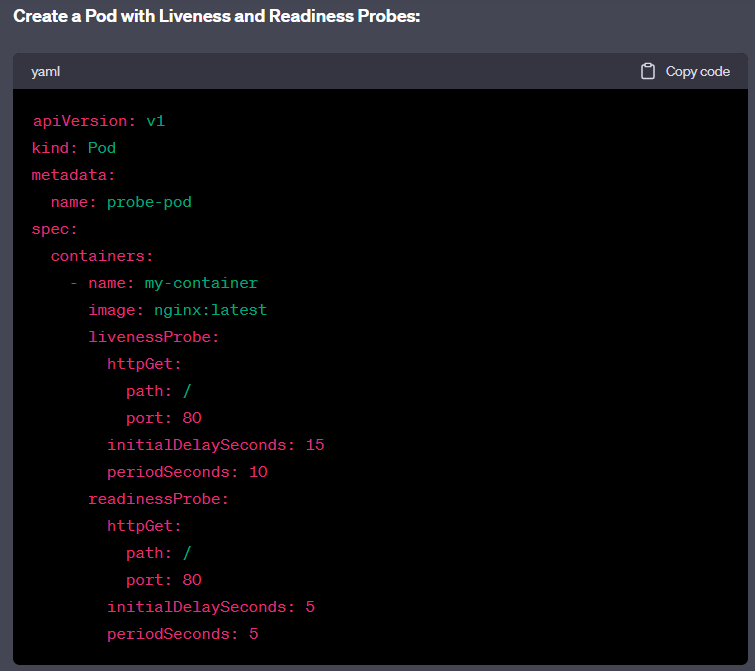 Create a Pod with Liveness and Readiness Probes:
yaml
Copy code
apiVersion: v1
kind: Pod
metadata:
  name: probe-pod
spec:
  containers:
    - name: my-container
      image: nginx:latest
      livenessProbe:
        httpGet:
          path: /
          port: 80
        initialDelaySeconds: 15
        periodSeconds: 10
      readinessProbe:
        httpGet:
          path: /
          port: 80
        initialDelaySeconds: 5
        periodSeconds: 5